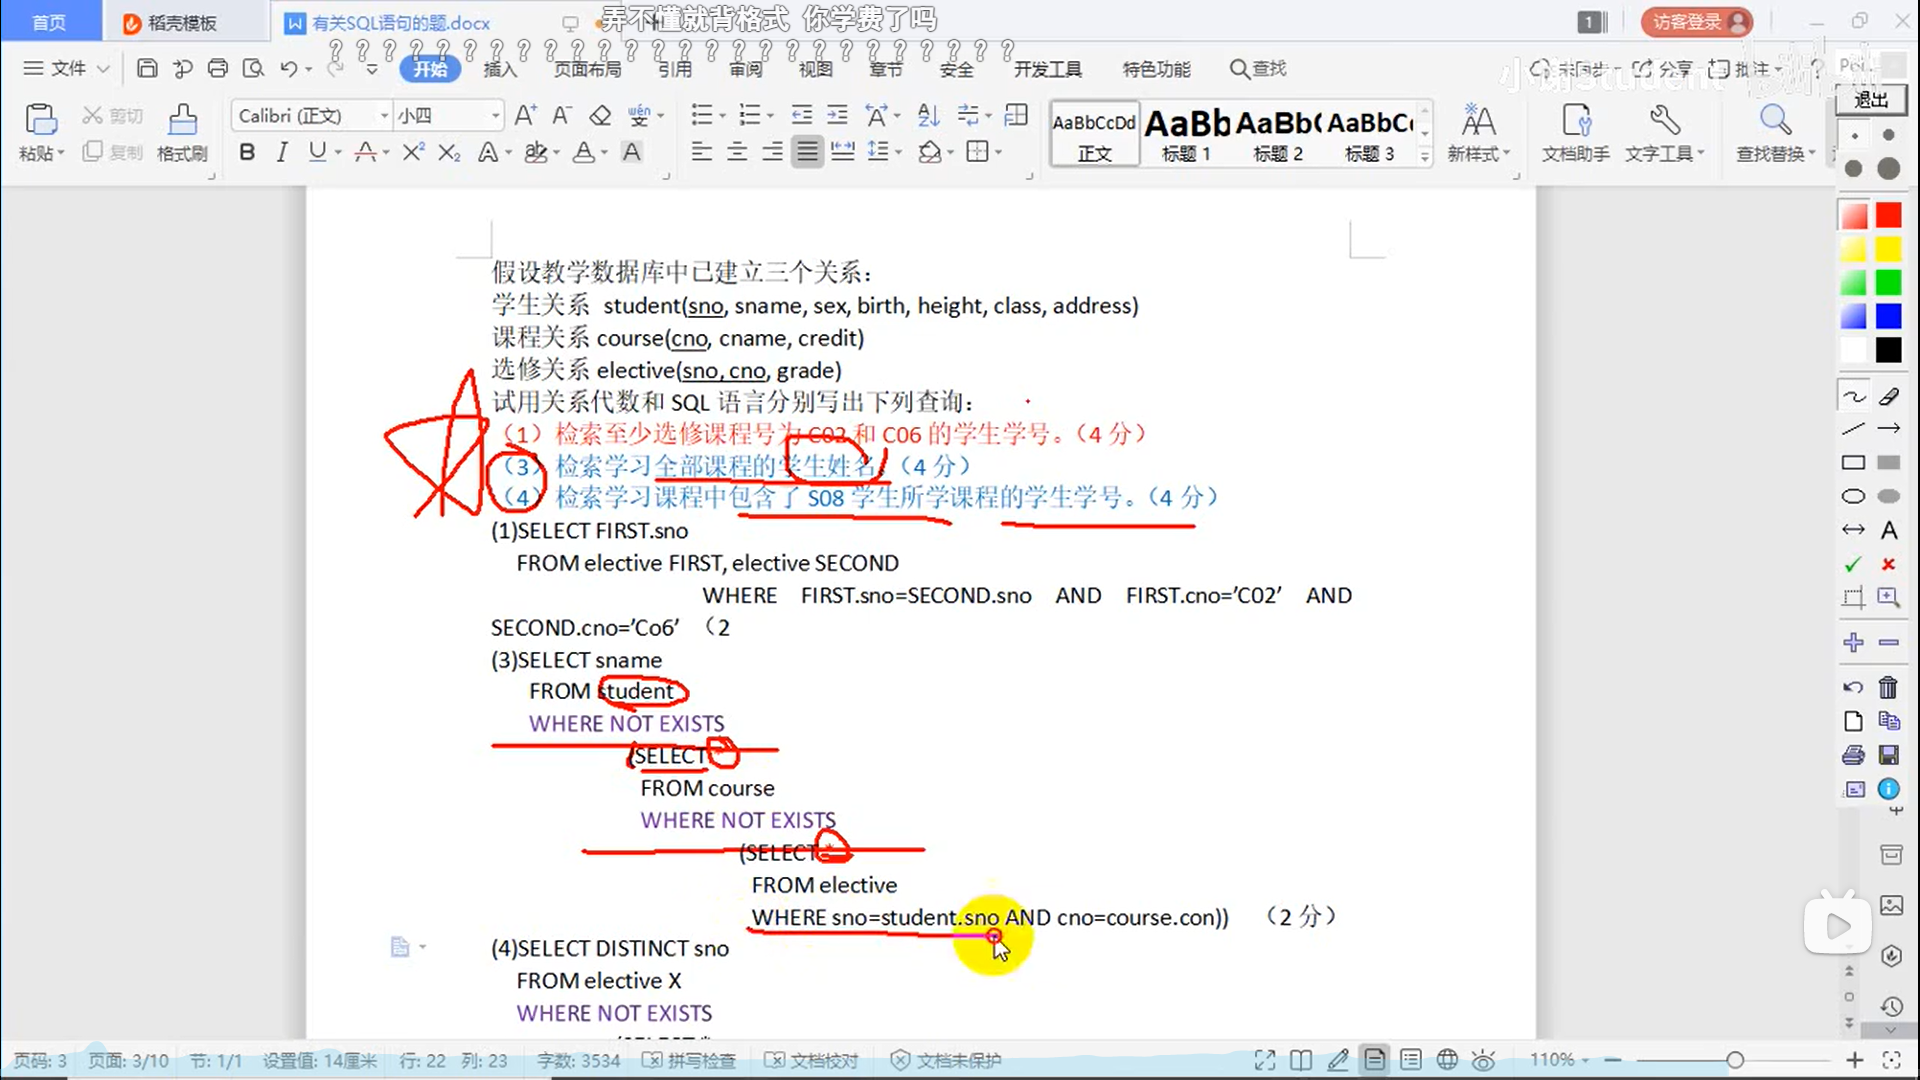 首页
稻壳模板
有关SQL语句的题.docx
弄不懂就背格式 你学费了吗
1
访客登录
？？？？？？？？？？？？？？？？？？？？？？？？？？
文件
开始
插入
页面布局
引用
审阅
视图
章节
安全
开发工具
特色功能
查找
未同步
分享
批注
退出
粘贴
剪切
复制
格式刷
Calibri (正文)
小四
AaBbCcDd
正文
AaBb
标题 1
AaBb(
标题 2
AaBbC
标题 3
新样式
文档助手
文字工具
查找替换
假设教学数据库中已建立三个关系：
学生关系 student(sno, sname, sex, birth, height, class, address)
课程关系 course(cno, cname, credit)
选修关系 elective(sno, cno, grade)
试用关系代数和 SQL 语言分别写出下列查询：
（1）检索至少选修课程号为 C02 和 C06 的学生学号。（4 分）
（3）检索学习全部课程的学生姓名。（4 分）
（4）检索学习课程中包含了 S08 学生所学课程的学生学号。（4 分）
(1)SELECT FIRST.sno
FROM elective FIRST, elective SECOND
WHERE FIRST.sno=SECOND.sno AND FIRST.cno='C02' AND
SECOND.cno='Co6' （2
(3)SELECT sname
FROM student
WHERE NOT EXISTS
(SELECT *
FROM course
WHERE NOT EXISTS
(SELECT *
FROM elective
WHERE sno=student.sno AND cno=course.con)) （2 分）
(4)SELECT DISTINCT sno
FROM elective X
WHERE NOT EXISTS
页码: 3 页面: 3/10 节: 1/1 设置值: 14厘米 行: 22 列: 23 字数: 3534 拼写检查 文档校对 文档未保护 110%